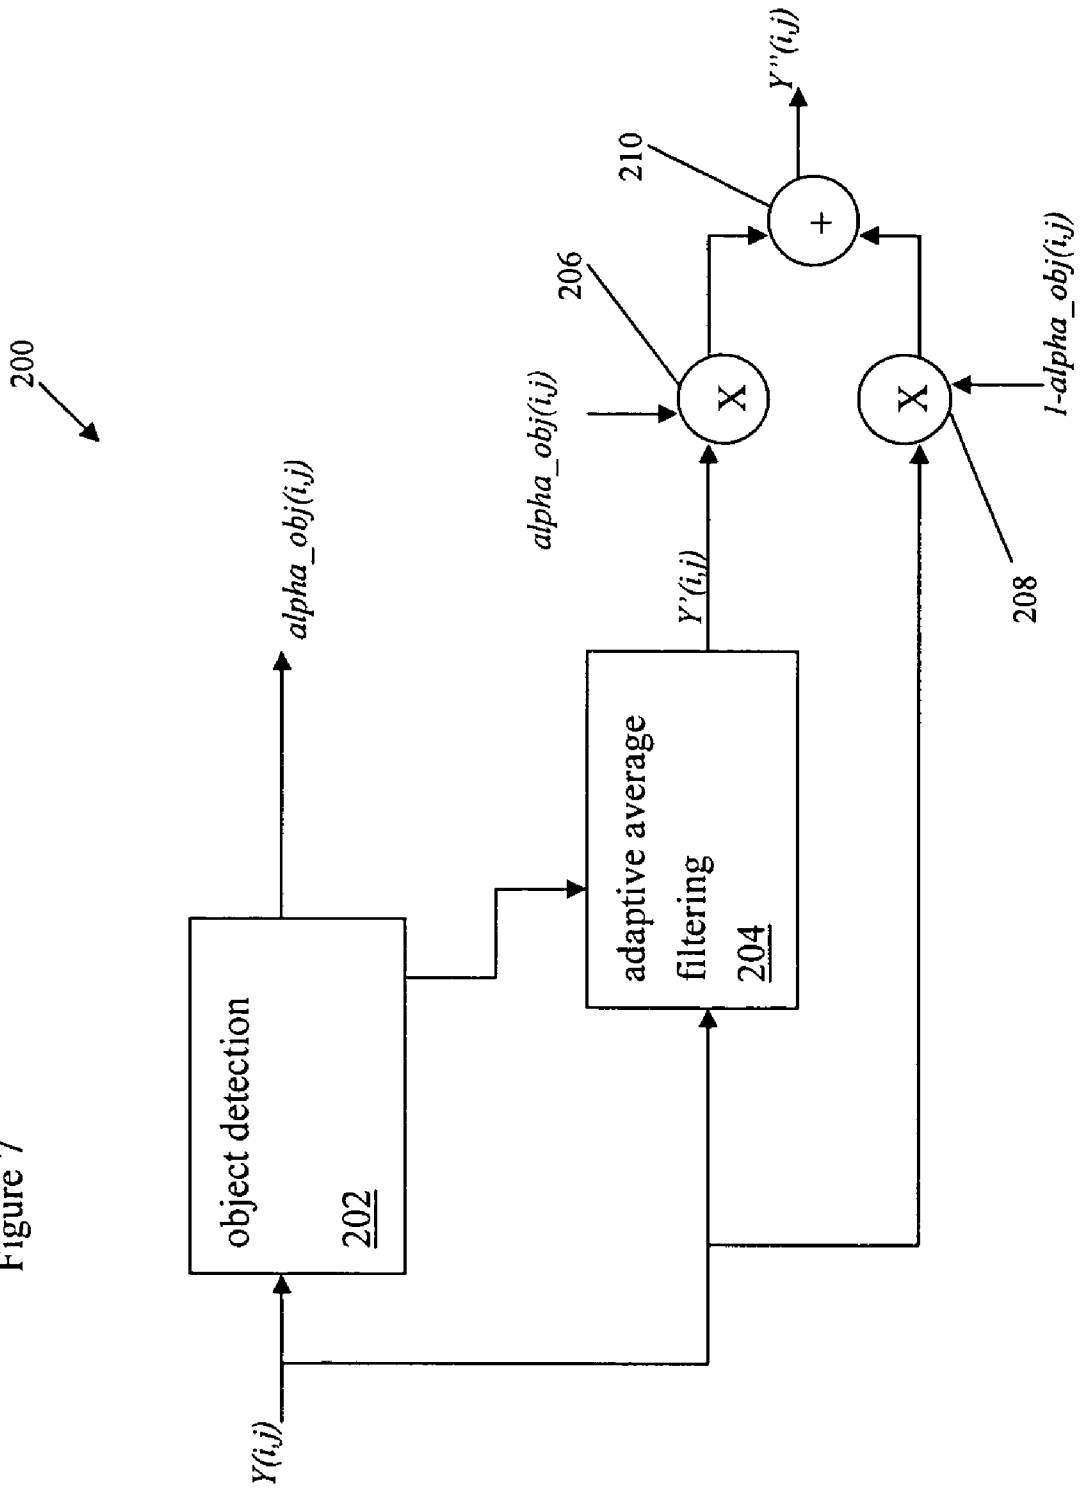 Figure 7
200
Y(i,j)
object detection
202
alpha_obj(i,j)
adaptive average
filtering
204
Y'(i,j)
alpha_obj(i,j)
206
X
210
+
Y''(i,j)
X
208
1-alpha_obj(i,j)